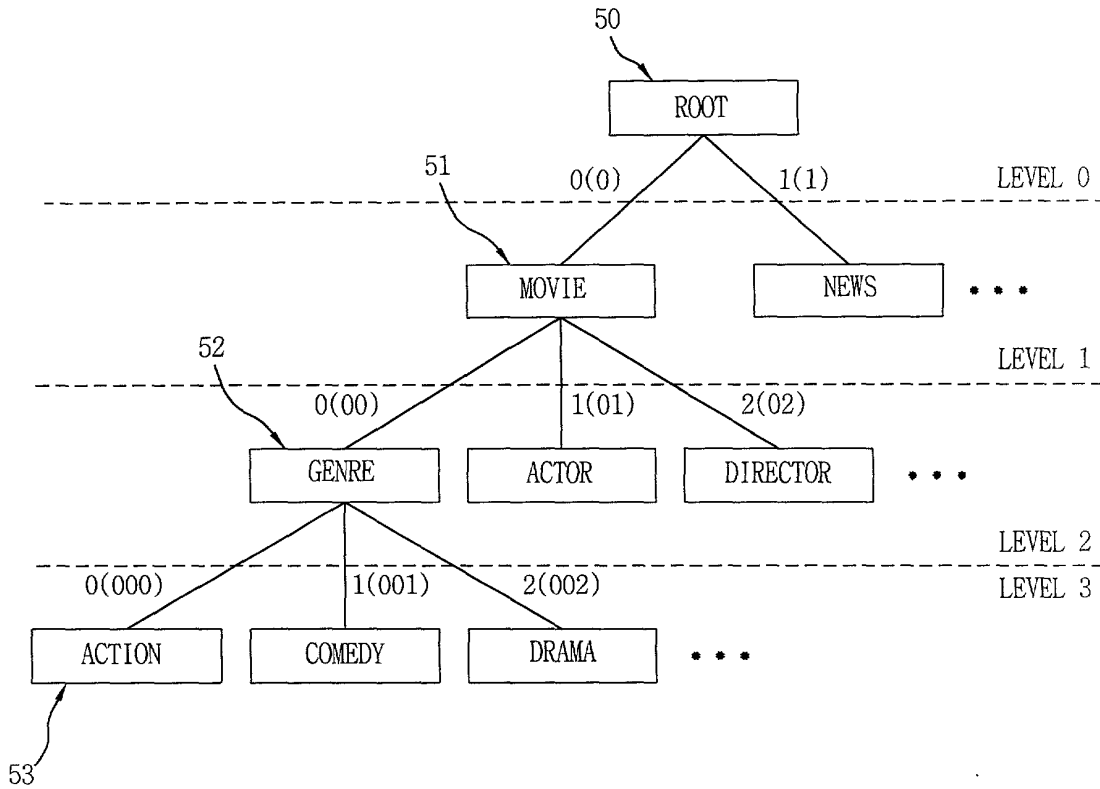 50
ROOT
51
0(0)
1(1)
LEVEL 0
MOVIE
NEWS
52
LEVEL 1
0(00)
1(01)
2(02)
GENRE
ACTOR
DIRECTOR
LEVEL 2
0(000)
1(001)
2(002)
LEVEL 3
ACTION
COMEDY
DRAMA
53